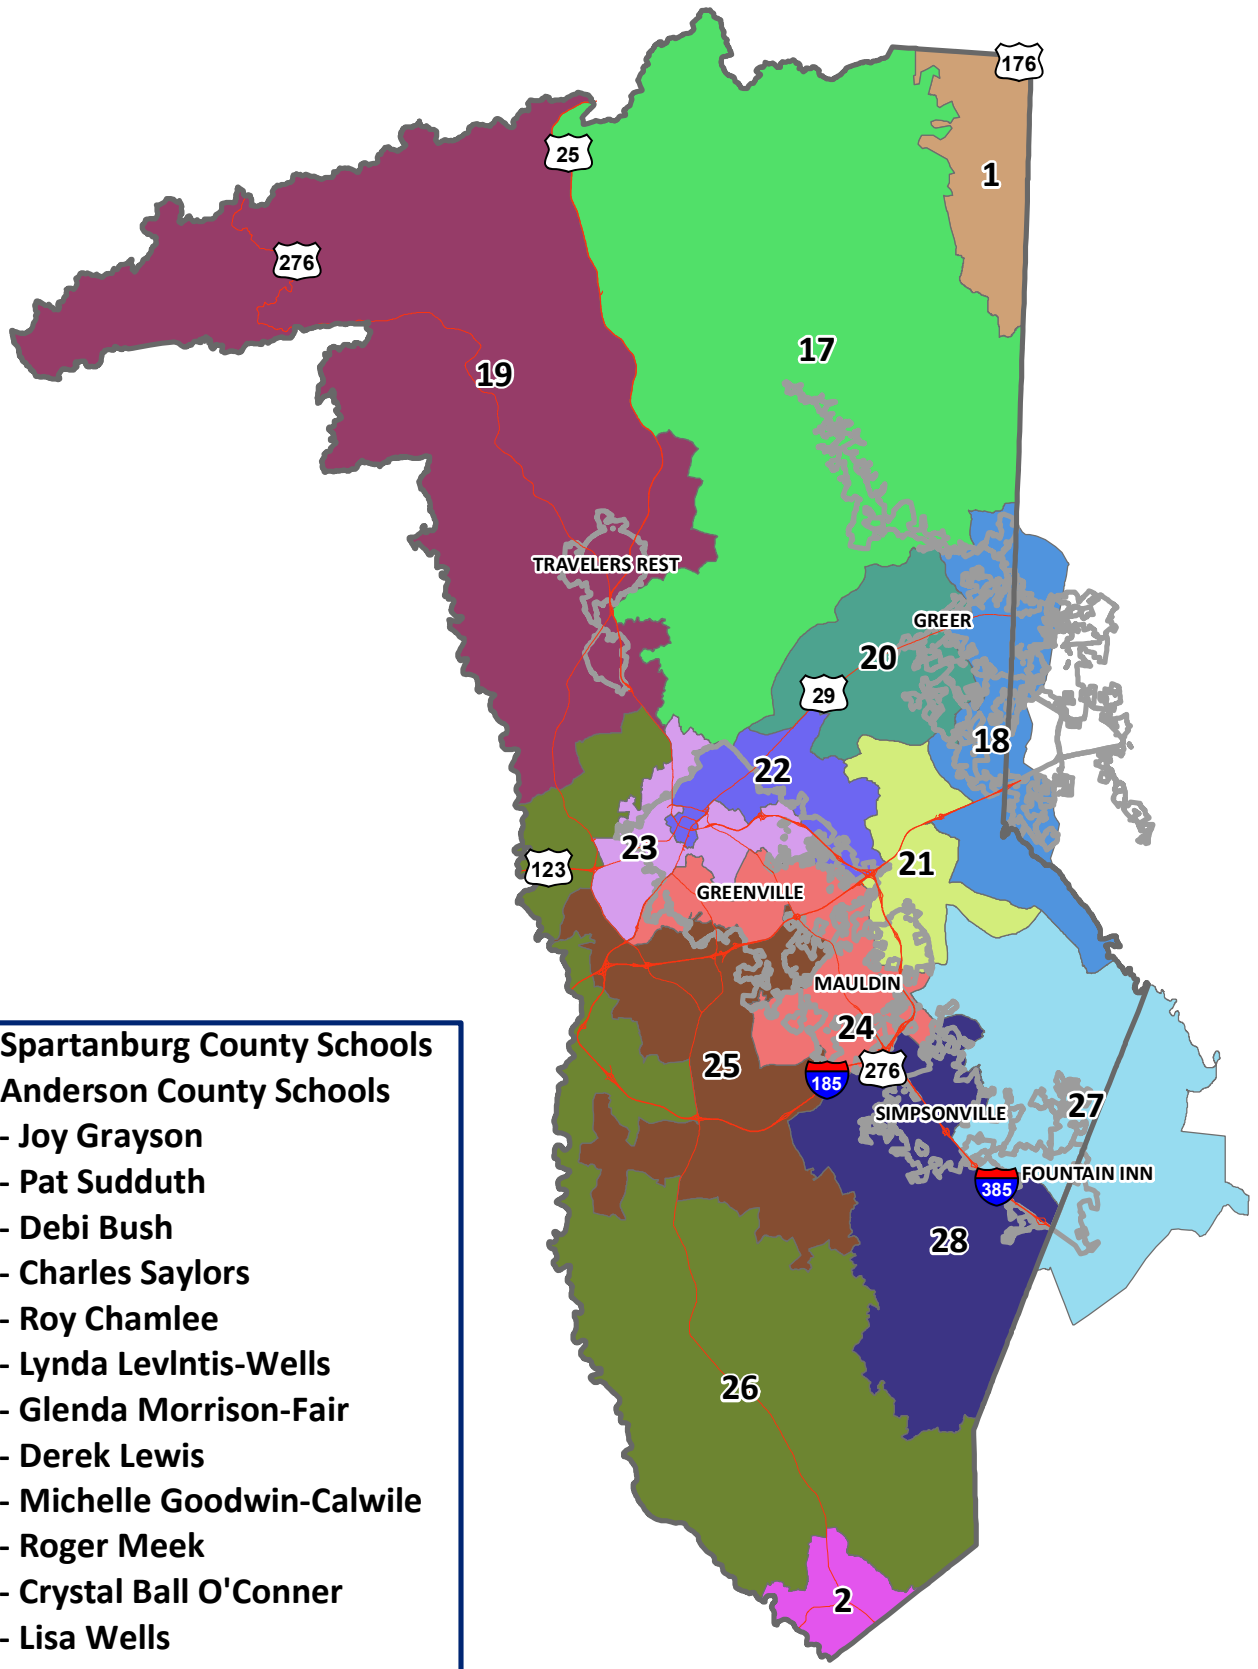 176
25
1
276
17
19
TRAVELERS REST
GREER
20
29
18
22
23
21
123
GREENVILLE
MAULDIN
24
25
185
276
27
SIMPSONVILLE
FOUNTAIN INN
385
28
26
2
Spartanburg County Schools
Anderson County Schools
- Joy Grayson
- Pat Sudduth
- Debi Bush
- Charles Saylors
- Roy Chamlee
- Lynda Levlntis-Wells
- Glenda Morrison-Fair
- Derek Lewis
- Michelle Goodwin-Calwile
- Roger Meek
- Crystal Ball O'Conner
- Lisa Wells